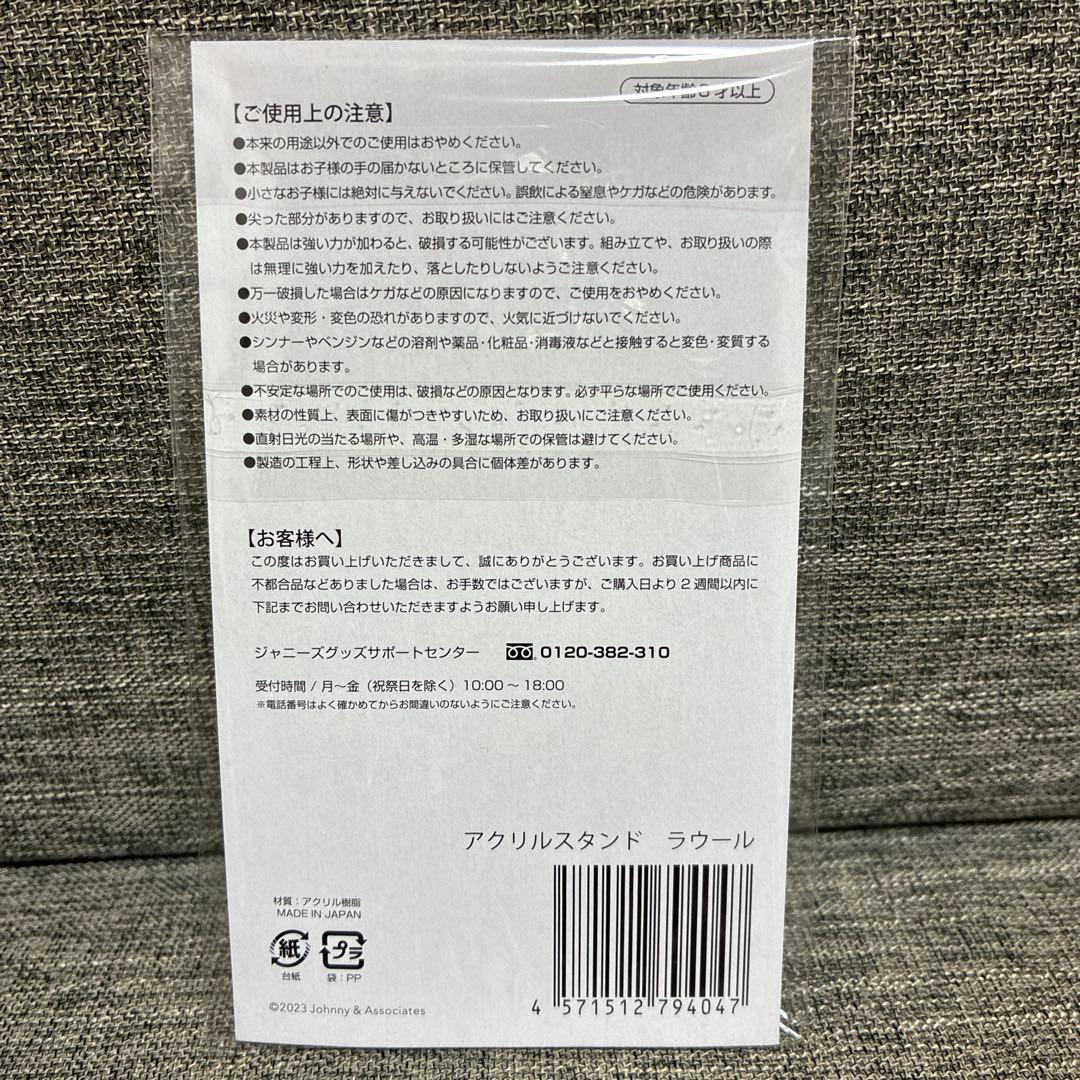 対象年齢6才以上
【ご使用上の注意】
●本来の用途以外でのご使用はおやめください。
●本製品はお子様の手の届かないところに保管してください。
●小さなお子様には絶対に与えないでください。誤飲による窒息やケガなどの危険があります。
●尖った部分がありますので、お取り扱いにはご注意ください。
●本製品は強い力が加わると、破損する可能性がございます。組み立てや、お取り扱いの際
は無理に強い力を加えたり、落としたりしないようご注意ください。
●万一破損した場合はケガなどの原因になりますので、ご使用をおやめください。
●火災や変形・変色の恐れがありますので、火気に近づけないでください。
●シンナーやベンジンなどの溶剤や薬品・化粧品・消毒液などと接触すると変色・変質する
場合があります。
●不安定な場所でのご使用は、破損などの原因となります。必ず平らな場所でご使用ください。
●素材の性質上、表面に傷がつきやすいため、お取り扱いにご注意ください。
●直射日光の当たる場所や、高温・多湿な場所での保管は避けてください。
●製造の工程上、形状や差し込みの具合に個体差があります。
【お客様へ】
この度はお買い上げいただきまして、誠にありがとうございます。お買い上げ商品に
不都合品などありました場合は、お手数ではございますが、ご購入日より2週間以内に
下記までお問い合わせいただきますようお願い申し上げます。
ジャニーズグッズサポートセンター 0120-382-310
受付時間 / 月〜金（祝祭日を除く）10:00 〜 18:00
※電話番号はよく確かめてからお間違いのないようにご注意ください。
アクリルスタンド ラウール
材質：アクリル樹脂
MADE IN JAPAN
紙 プラ
台紙 袋：PP
©2023 Johnny & Associates
4 571512 794047